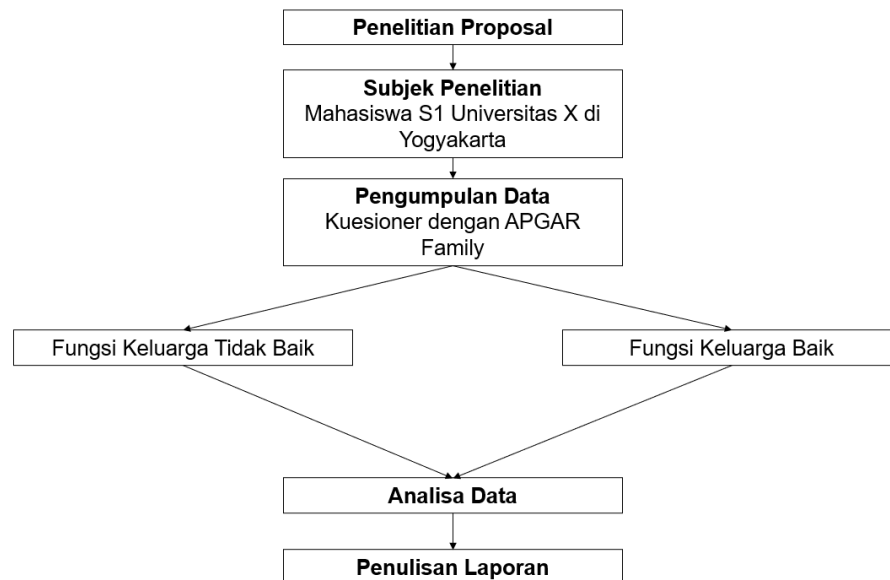 Penelitian Proposal
Subjek Penelitian
Mahasiswa S1 Universitas X di
Yogyakarta
Pengumpulan Data
Kuesioner dengan APGAR
Family
Fungsi Keluarga Tidak Baik
Fungsi Keluarga Baik
Analisa Data
Penulisan Laporan